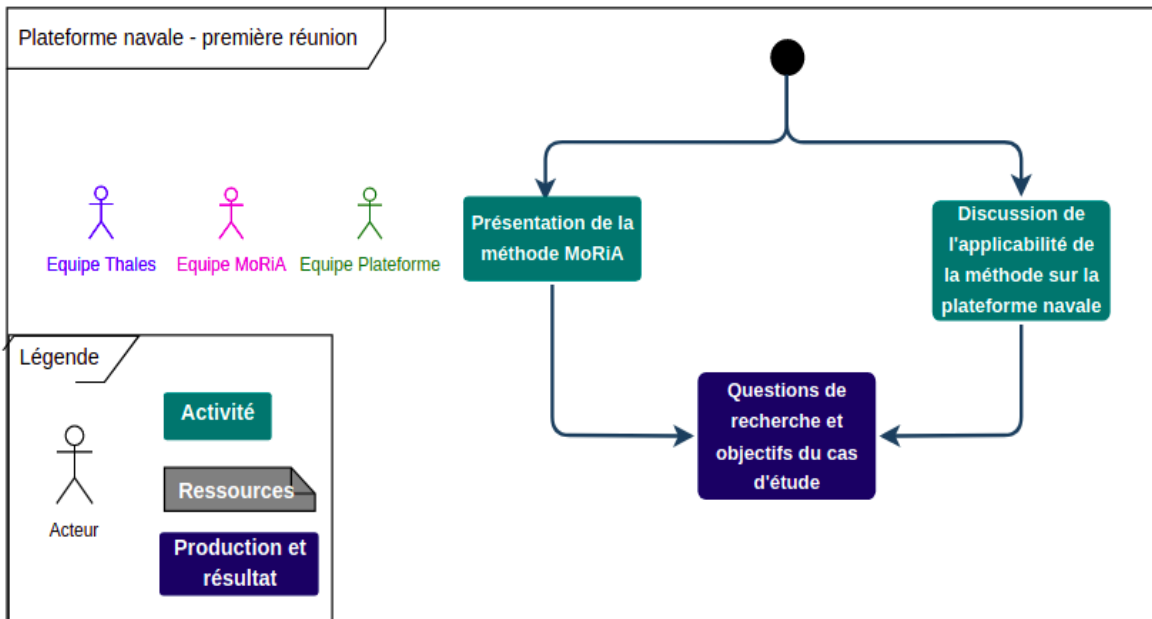 Plateforme navale - première réunion
Equipe Thales
Equipe MoRiA
Equipe Plateforme
Présentation de la
méthode MoRiA
Discussion de
l'applicabilité de
la méthode sur la
plateforme navale
Questions de
recherche et
objectifs du cas
d'étude
Légende
Acteur
Activité
Ressources
Production et
résultat